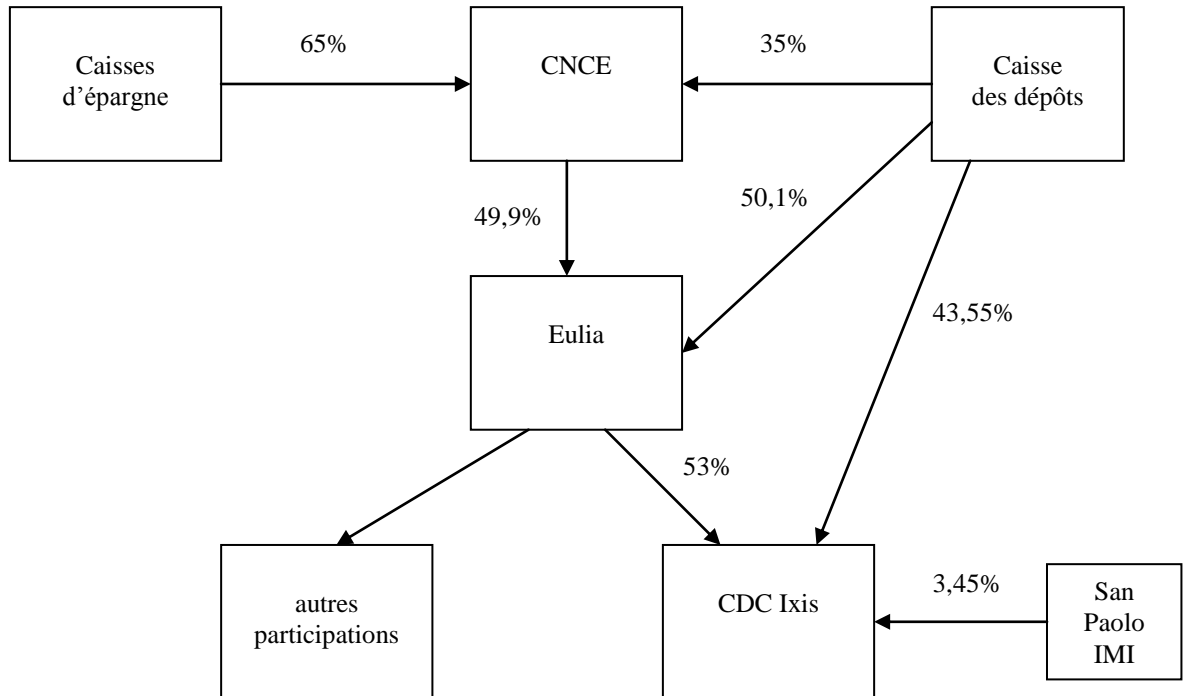 65%
35%
Caisses
d'épargne
CNCE
Caisse
des dépôts
50,1%
49,9%
43,55%
Eulia
53%
autres
participations
CDC Ixis
3,45%
San
Paolo
IMI